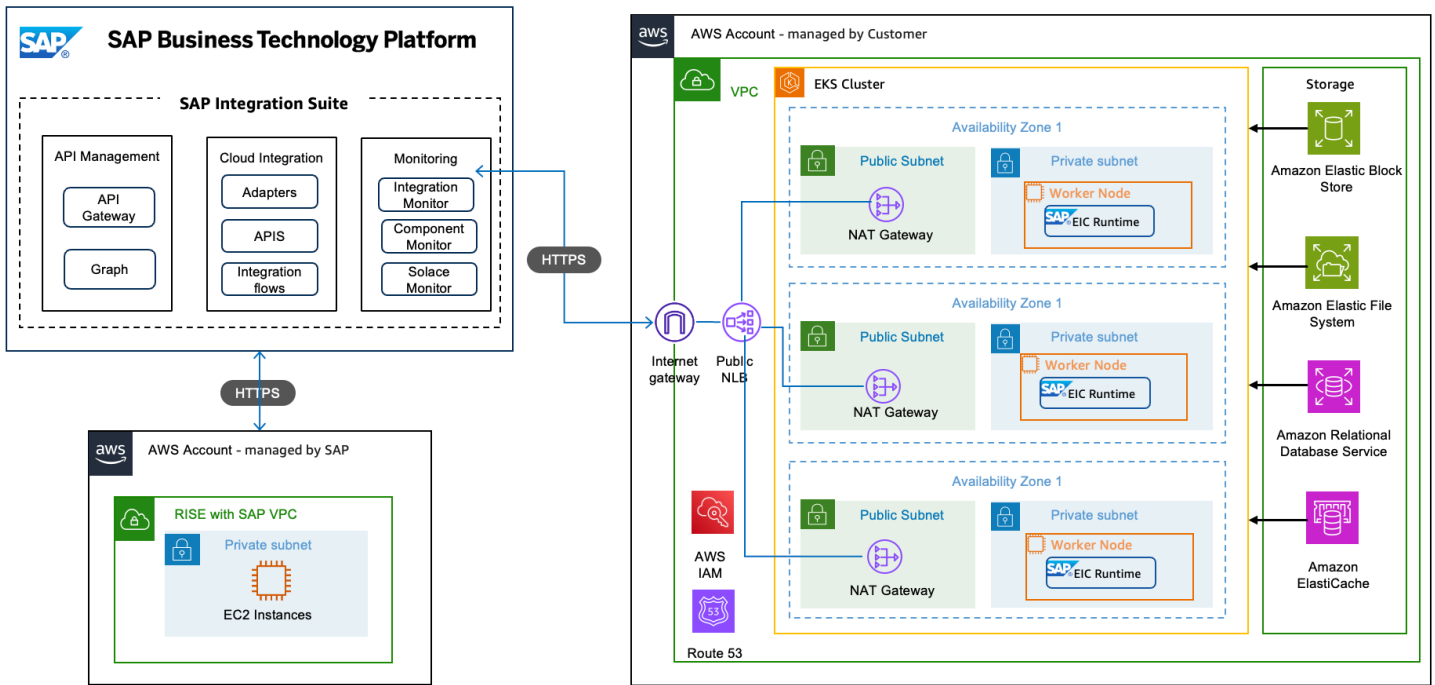 SAP
SAP Business Technology Platform
SAP Integration Suite
API Management
API
Gateway
Graph
Cloud Integration
Adapters
APIS
Integration
flows
Monitoring
Integration
Monitor
Component
Monitor
Solace
Monitor
HTTPS
HTTPS
aws
AWS Account - managed by SAP
RISE with SAP VPC
Private subnet
EC2 Instances
aws
AWS Account - managed by Customer
VPC
Internet
gateway
Public
NLB
AWS
IAM
53
Route 53
EKS Cluster
Availability Zone 1
Public Subnet
NAT Gateway
Private subnet
Worker Node
SAP EIC Runtime
Availability Zone 1
Public Subnet
NAT Gateway
Private subnet
Worker Node
SAP EIC Runtime
Availability Zone 1
Public Subnet
NAT Gateway
Private subnet
Worker Node
SAP EIC Runtime
Storage
Amazon Elastic Block
Store
Amazon Elastic File
System
Amazon Relational
Database Service
Amazon
ElastiCache